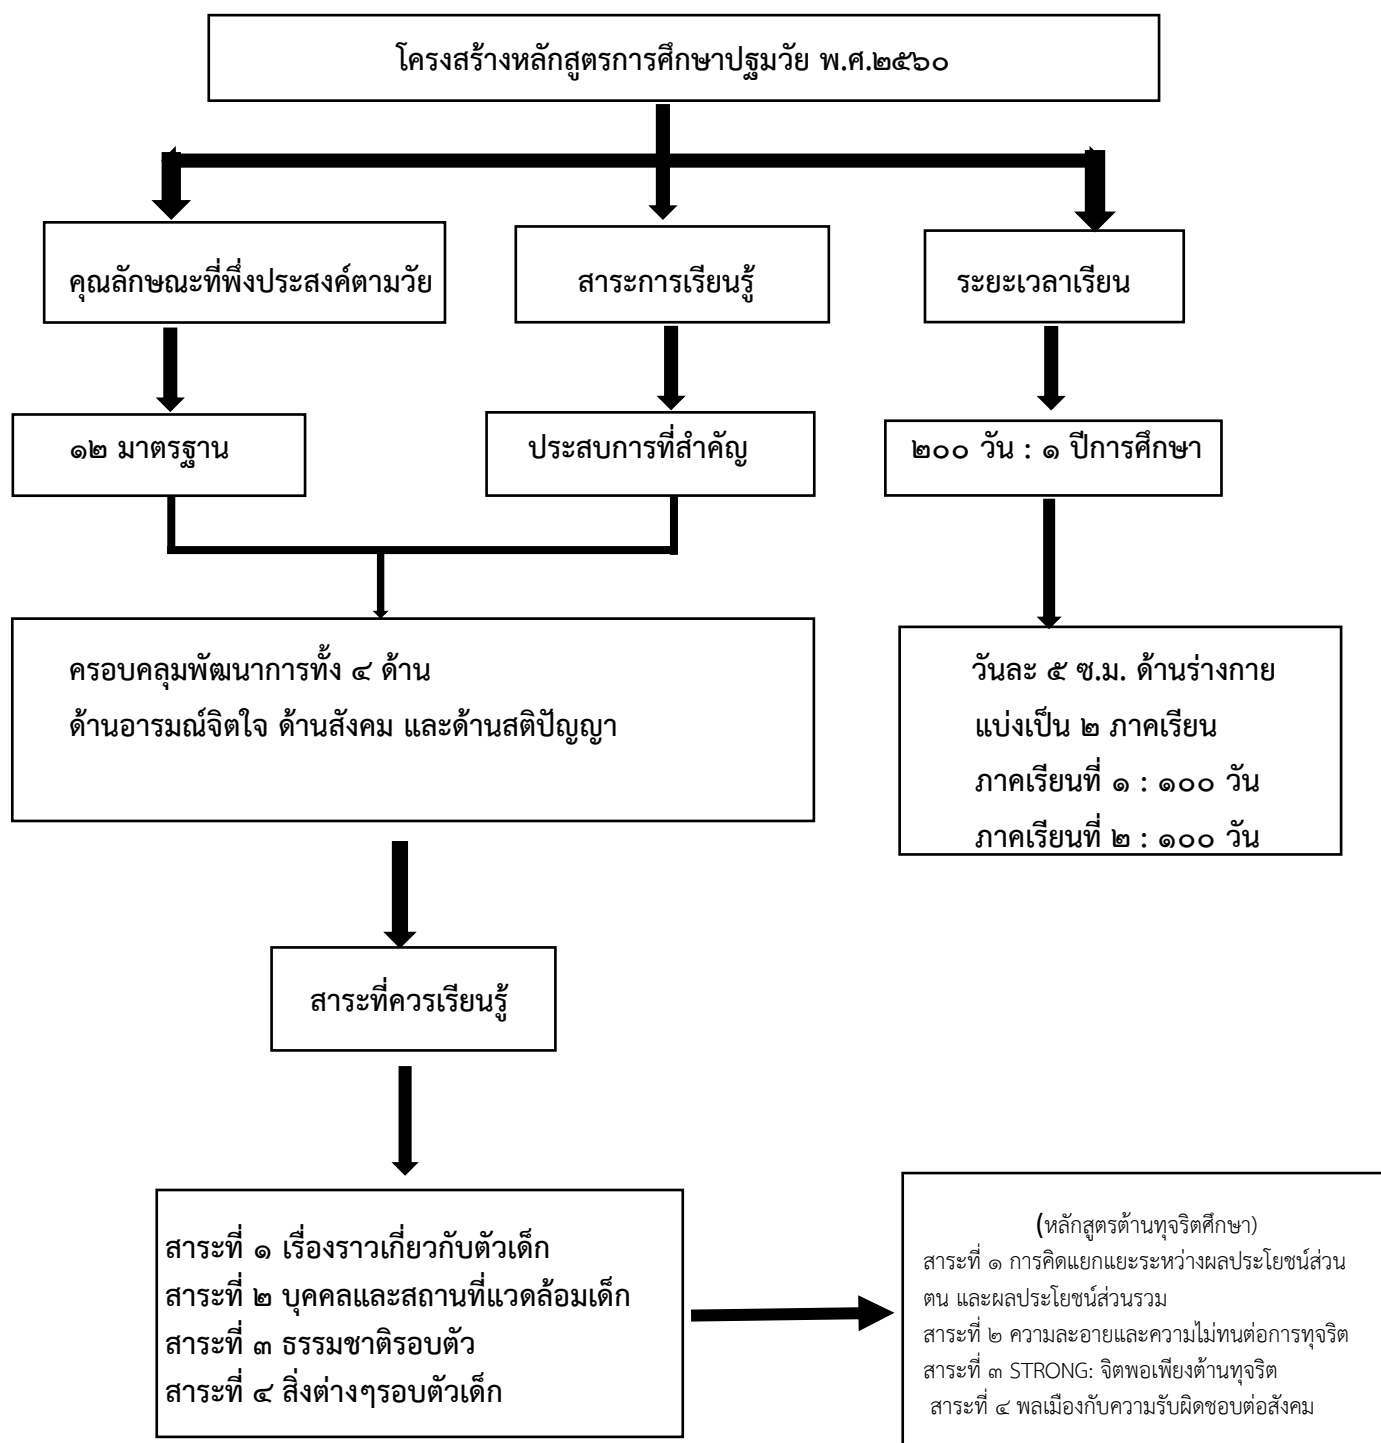 โครงสร้างหลักสูตรการศึกษาปฐมวัย พ.ศ.๒๕๖๐
คุณลักษณะที่พึ่งประสงค์ตามวัย
สาระการเรียนรู้
ระยะเวลาเรียน
๑๒ มาตรฐาน
ประสบการที่สำคัญ
๒๐๐ วัน : ๑ ปีการศึกษา
ครอบคลุมพัฒนาการทั้ง ๔ ด้าน
ด้านอารมณ์จิตใจ ด้านสังคม และด้านสติปัญญา
วันละ ๕ ซ.ม. ด้านร่างกาย
แบ่งเป็น ๒ ภาคเรียน
ภาคเรียนที่ ๑ : ๑๐๐ วัน
ภาคเรียนที่ ๒ : ๑๐๐ วัน
สาระที่ควรเรียนรู้
สาระที่ ๑ เรื่องราวเกี่ยวกับตัวเด็ก
สาระที่ ๒ บุคคลและสถานที่แวดล้อมเด็ก
สาระที่ ๓ ธรรมชาติรอบตัว
สาระที่ ๔ สิ่งต่างๆรอบตัวเด็ก
(หลักสูตรต้านทุจริตศึกษา)
สาระที่ ๑ การคิดแยกแยะระหว่างผลประโยชน์ส่วน
ตน และผลประโยชน์ส่วนรวม
สาระที่ ๒ ความละอายและความไม่ทนต่อการทุจริต
สาระที่ ๓ STRONG: จิตพอเพียงต้านทุจริต
สาระที่ ๔ พลเมืองกับความรับผิดชอบต่อสังคม